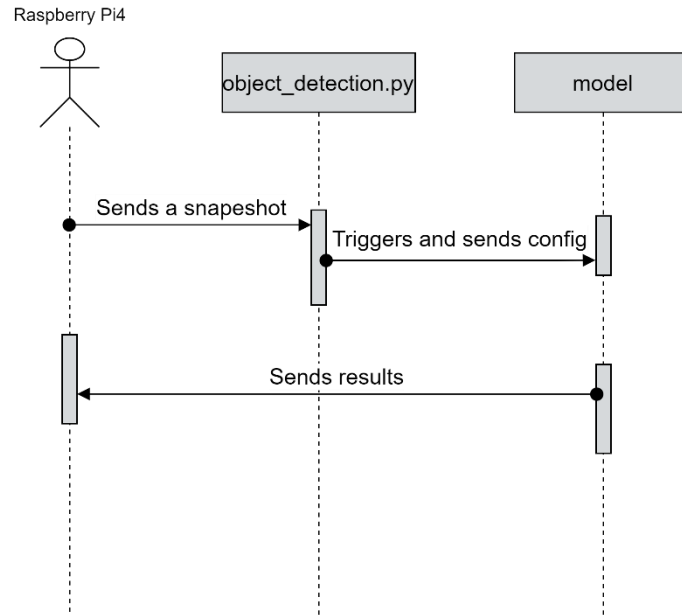 Raspberry Pi4
object_detection.py
model
Sends a snapeshot
Triggers and sends config
Sends results